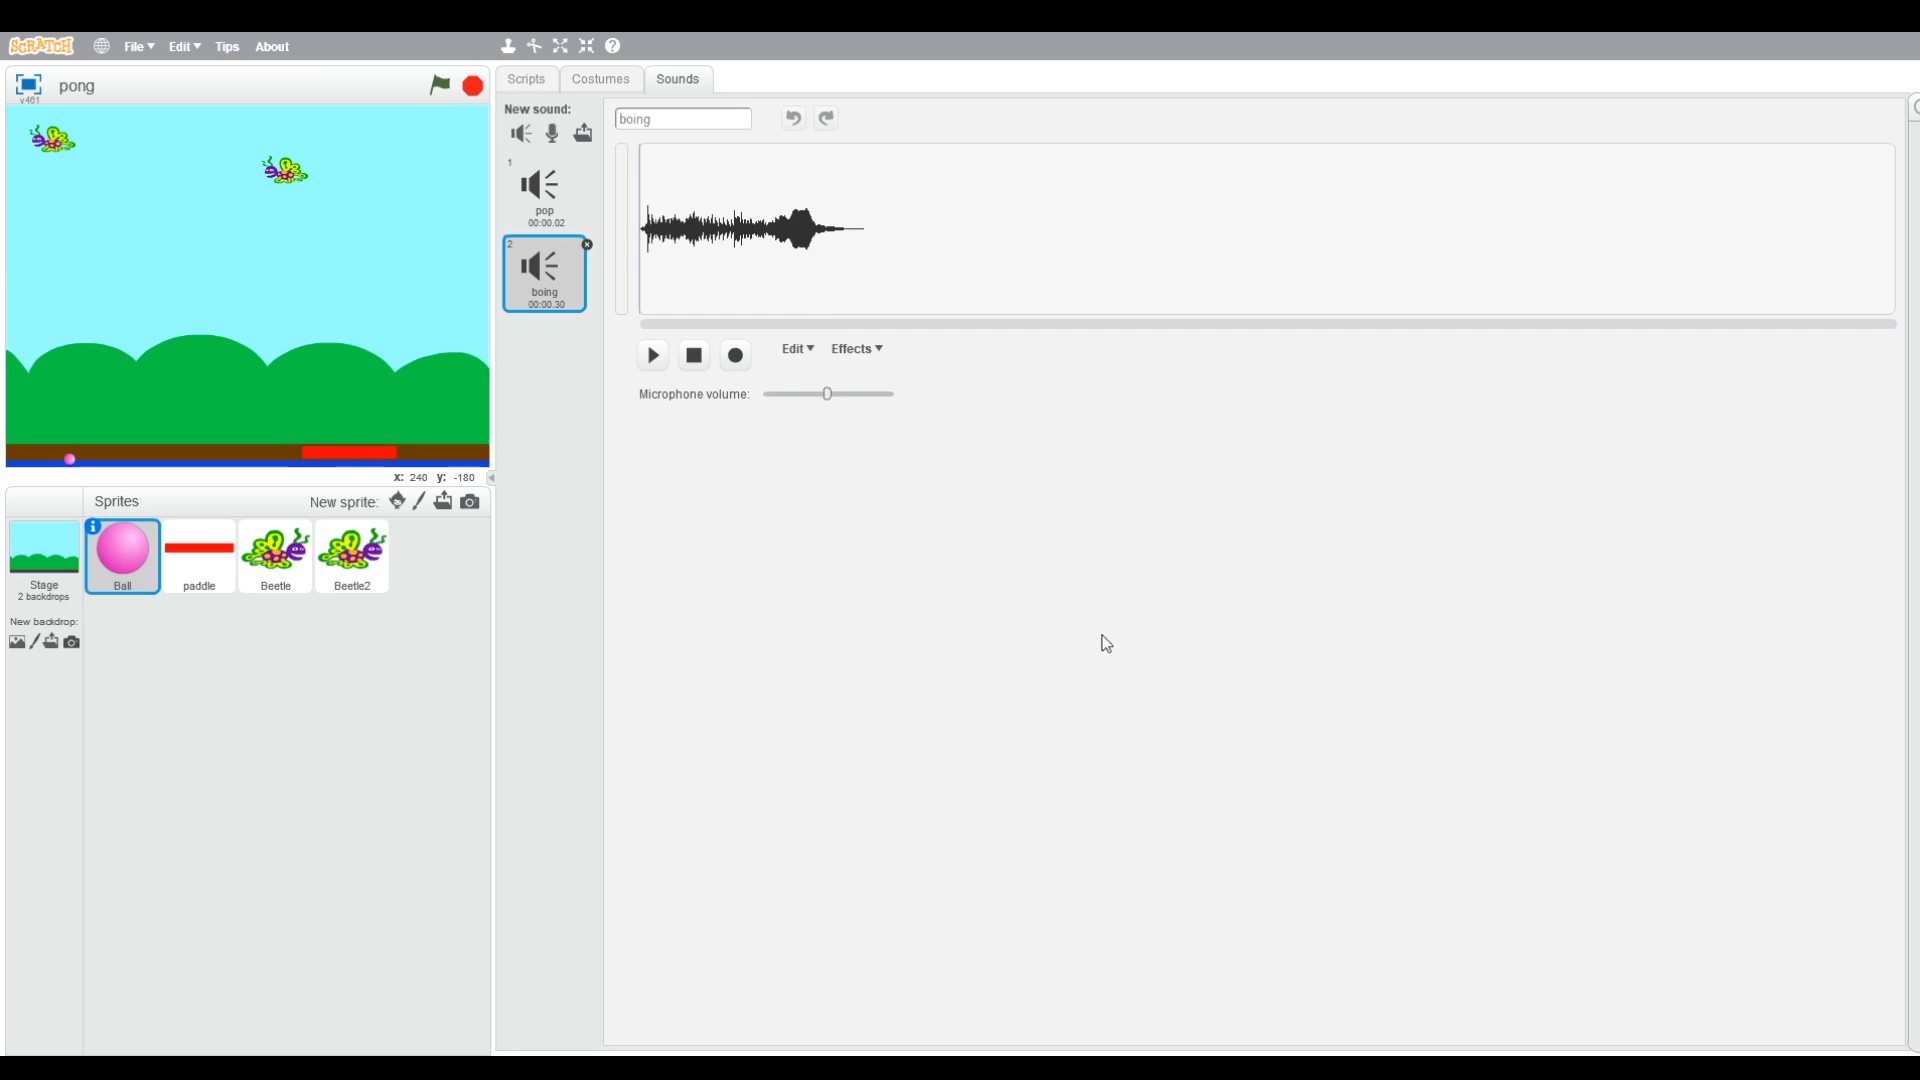 SCRATCH File Edit Tips About
Scripts Costumes Sounds
v461 pong
New sound:
boing
1
pop
00:00.02
2
boing
00:00.30
Edit Effects
Microphone volume:
x: 240 y: -180
Sprites New sprite:
Ball paddle Beetle Beetle2
Stage
2 backdrops
New backdrop: